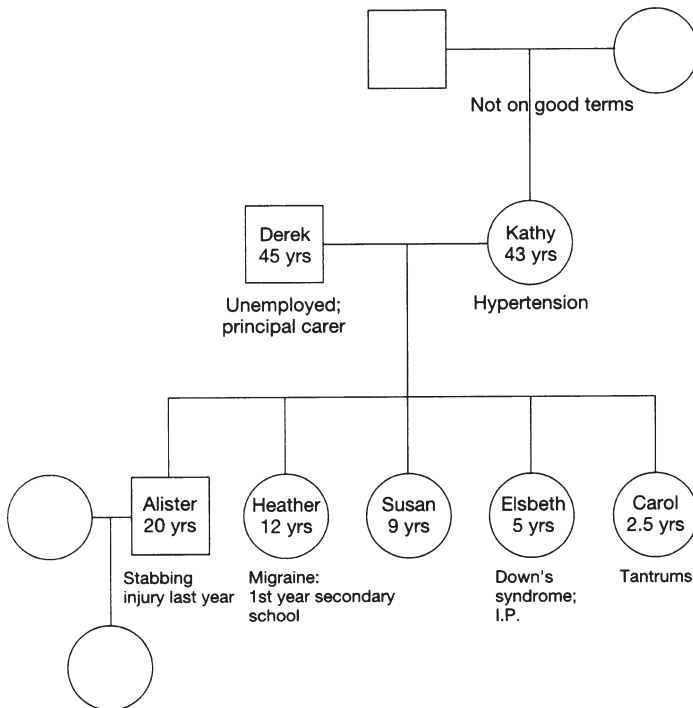 Not on good terms
Derek
45 yrs
Kathy
43 yrs
Unemployed;
principal carer
Hypertension
Alister
20 yrs
Heather
12 yrs
Susan
9 yrs
Elsbeth
5 yrs
Carol
2.5 yrs
Stabbing
injury last year
Migraine:
1st year secondary
school
Down's
syndrome;
I.P.
Tantrums